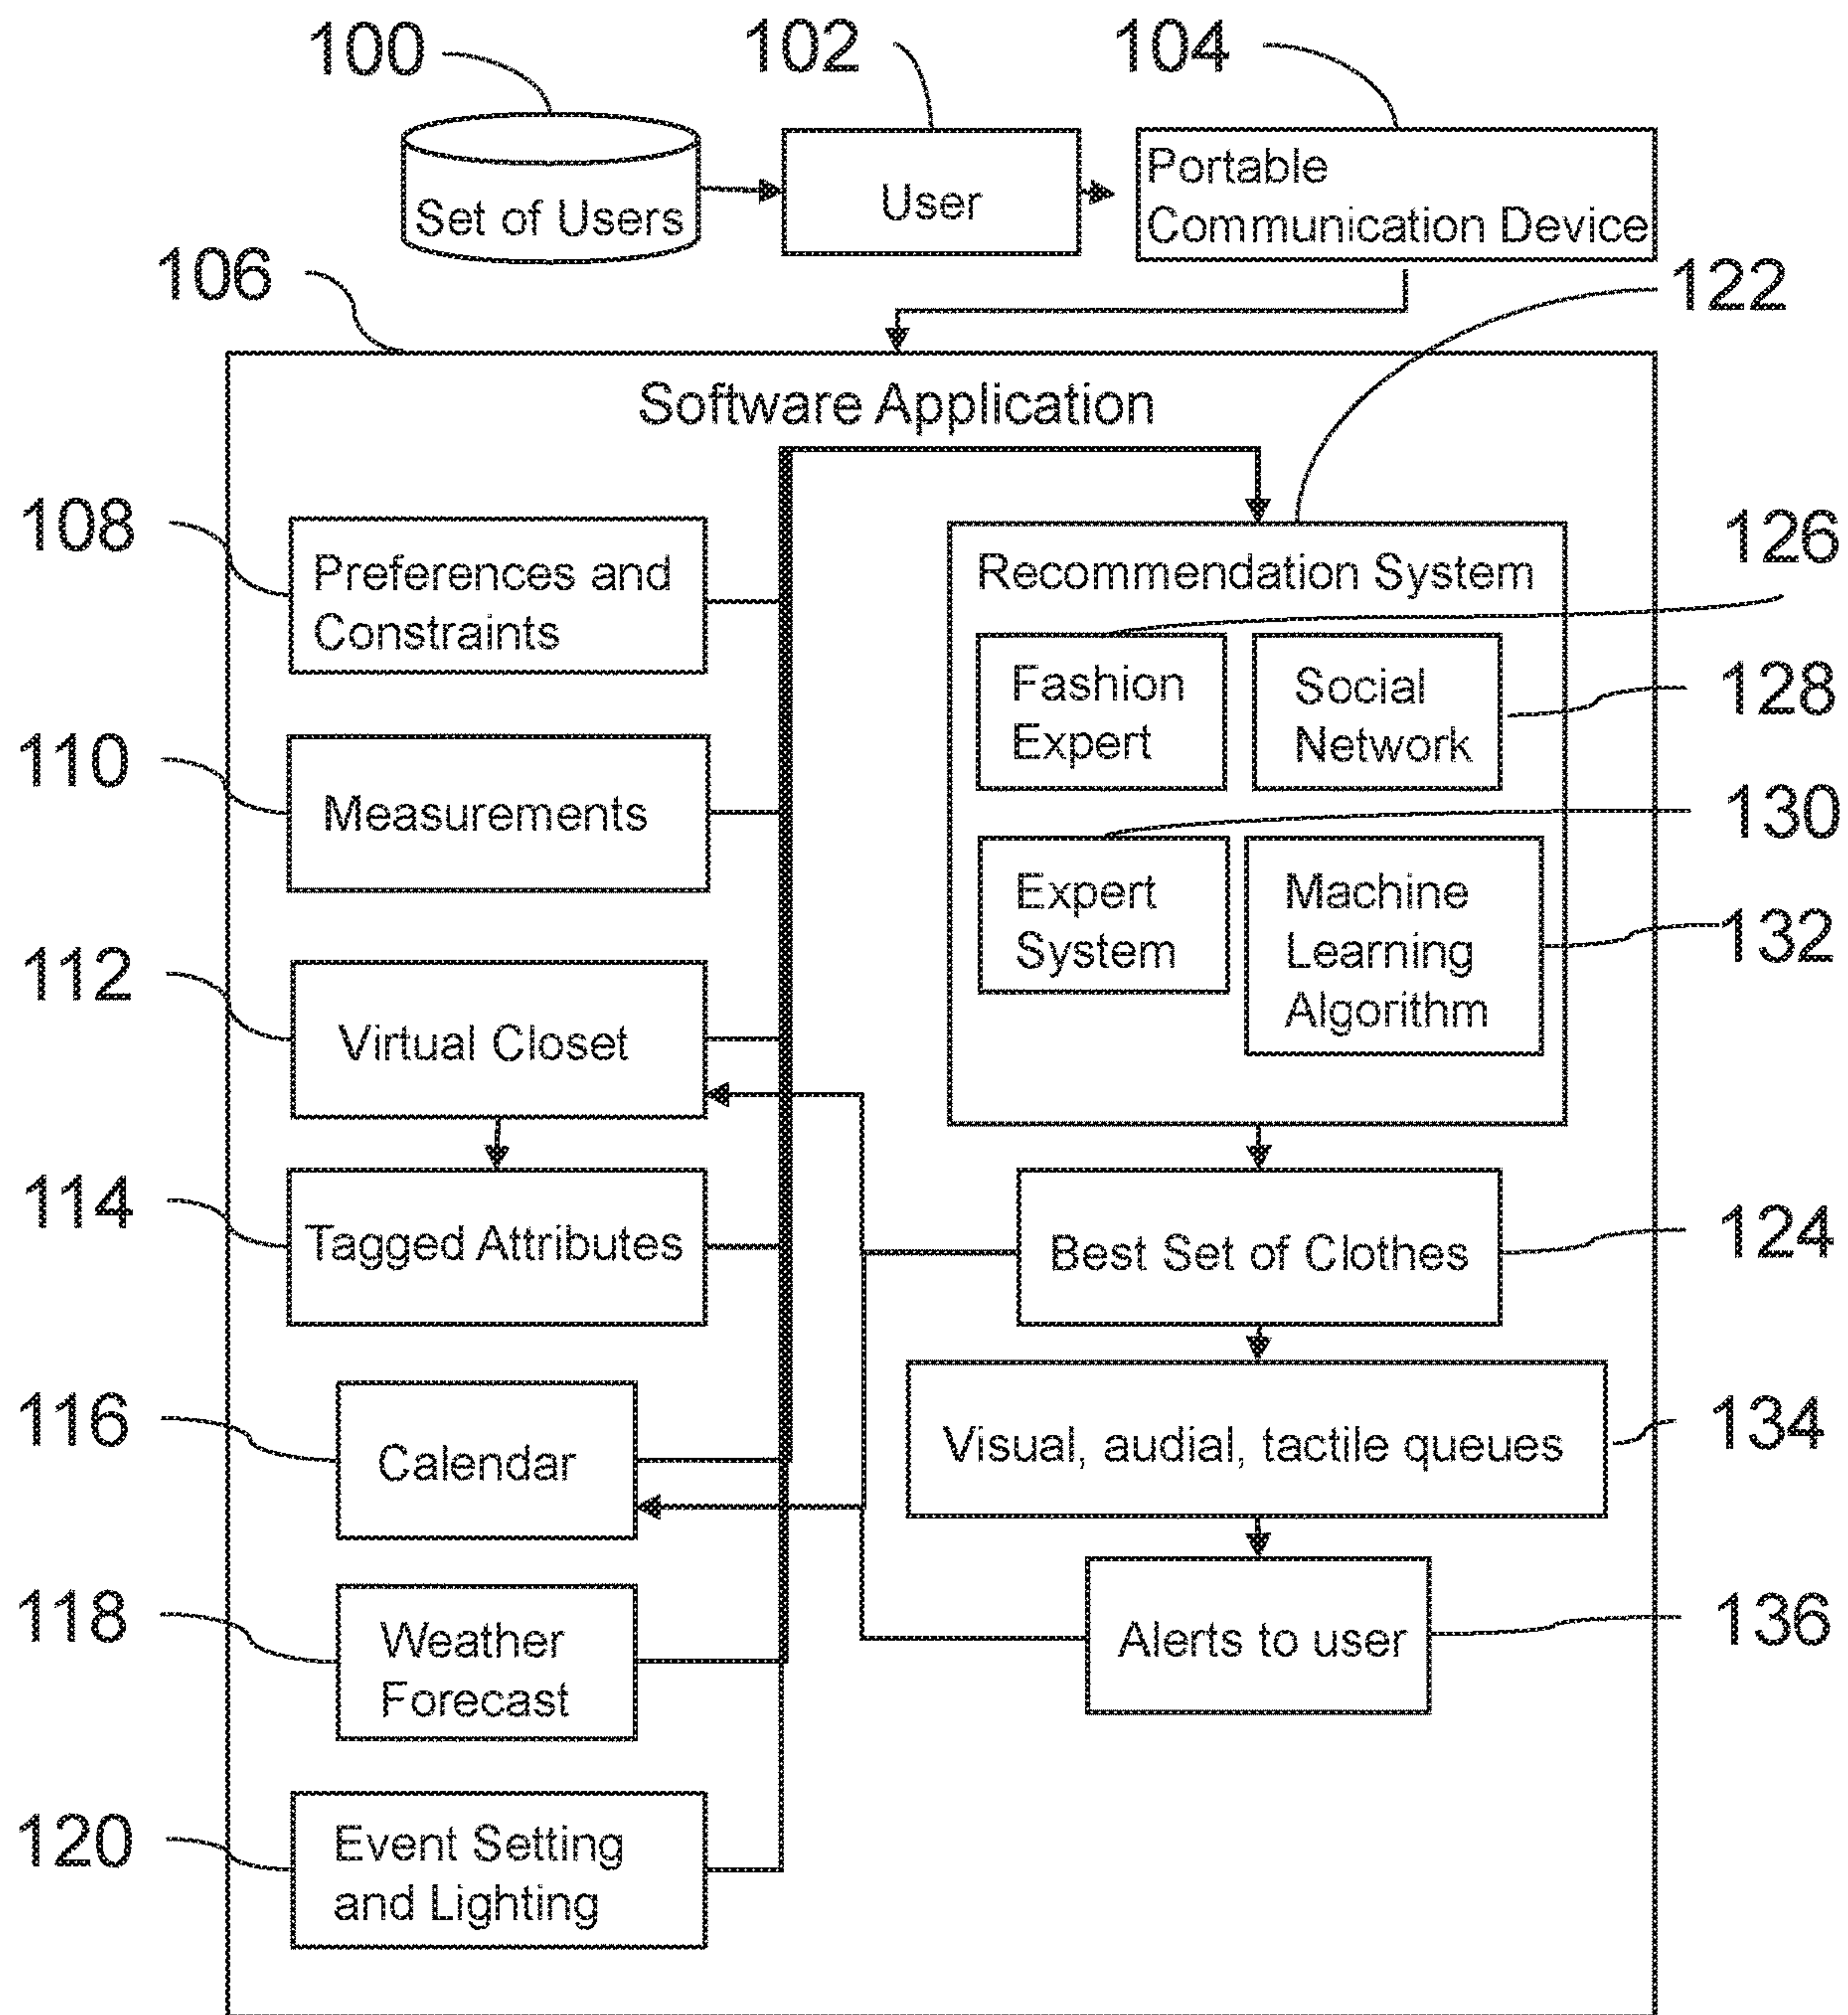 100
102
104
Set of Users
User
Portable
Communication Device
106
122
Software Application
108
Preferences and
Constraints
Recommendation System
126
Fashion
Expert
Social
Network
128
110
Measurements
130
Expert
System
Machine
Learning
Algorithm
132
112
Virtual Closet
114
Tagged Attributes
Best Set of Clothes
124
116
Calendar
Visual, audial, tactile queues
134
118
Weather
Forecast
Alerts to user
136
120
Event Setting
and Lighting